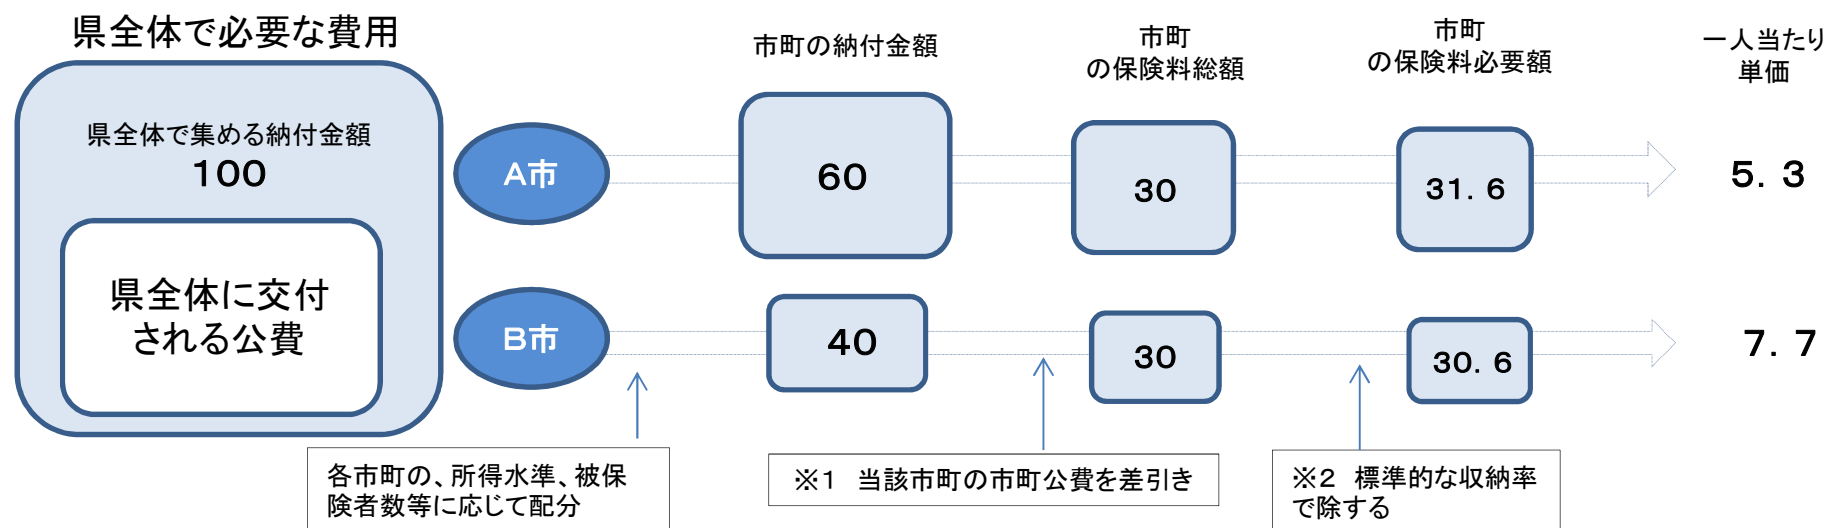 県全体で必要な費用
県全体で集める納付金額
100
県全体に交付
される公費
市町の納付金額
市町
の保険料総額
市町
の保険料必要額
一人当たり
単価
A市
60
30
31.6
5.3
B市
40
30
30.6
7.7
各市町の、所得水準、被保
険者数等に応じて配分
※1 当該市町の市町公費を差引き
※2 標準的な収納率
で除する